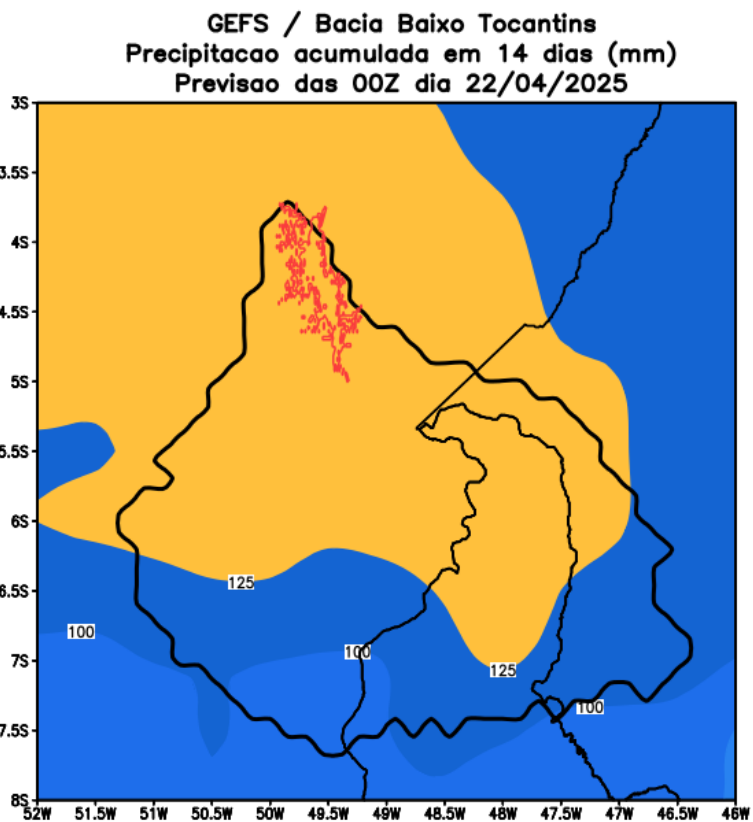 GEFS / Bacia Baixo Tocantins
Precipitacao acumulada em 14 dias (mm)
Previsao das 00Z dia 22/04/2025
3S
3.5S
4S
4.5S
5S
5.5S
6S
125
6.5S
100
100
7S
125
100
7.5S
8S
52W 51.5W 51W 50.5W 50W 49.5W 49W 48.5W 48W 47.5W 47W 46.5W 46W